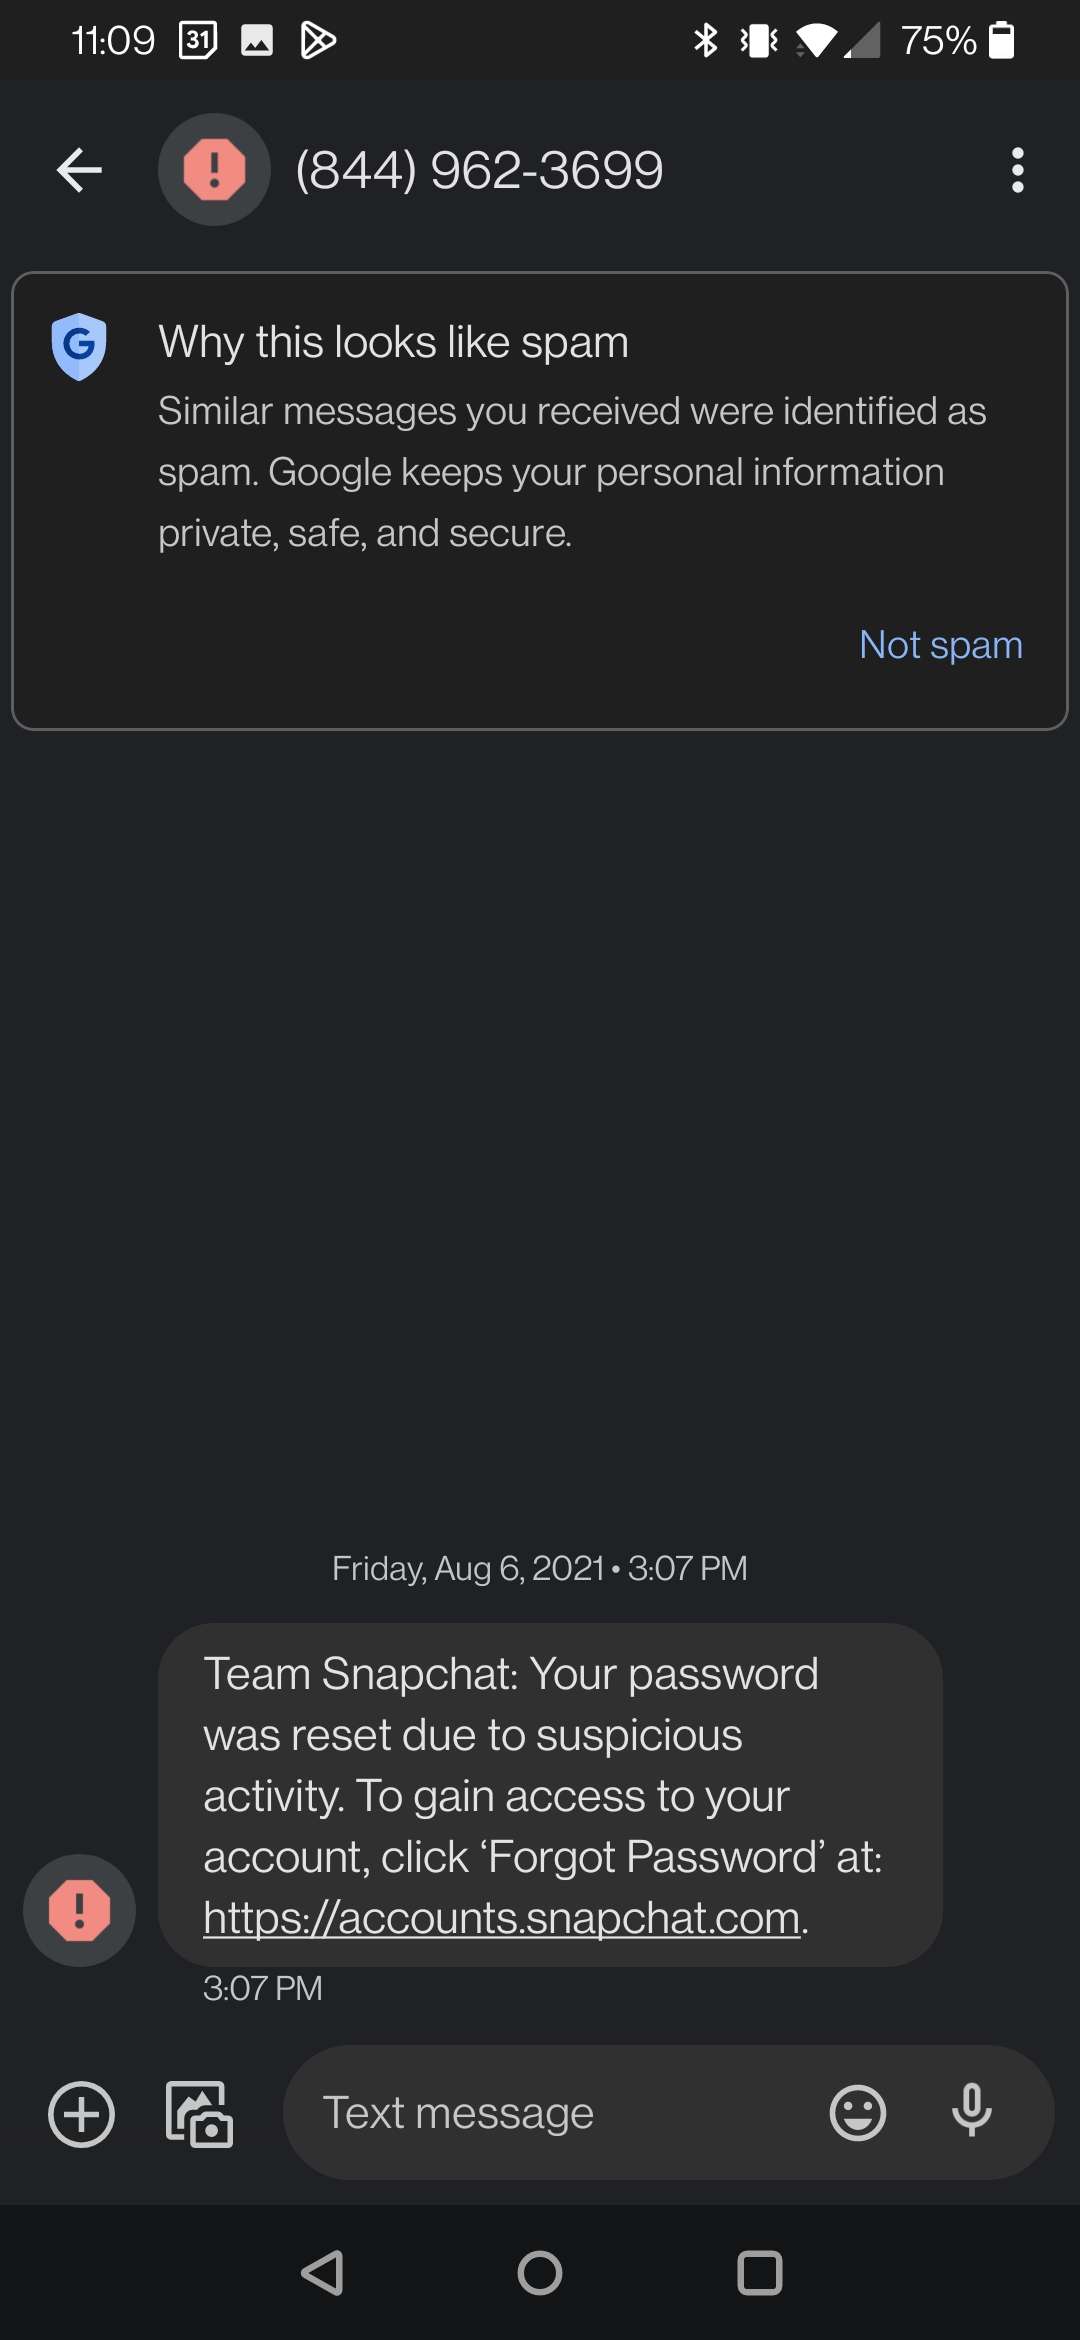 11:09 31 75%
(844) 962-3699
G
Why this looks like spam
Similar messages you received were identified as
spam. Google keeps your personal information
private, safe, and secure.
Not spam
Friday, Aug 6, 2021 • 3:07 PM
Team Snapchat: Your password
was reset due to suspicious
activity. To gain access to your
account, click ‘Forgot Password’ at:
https://accounts.snapchat.com.
3:07 PM
Text message